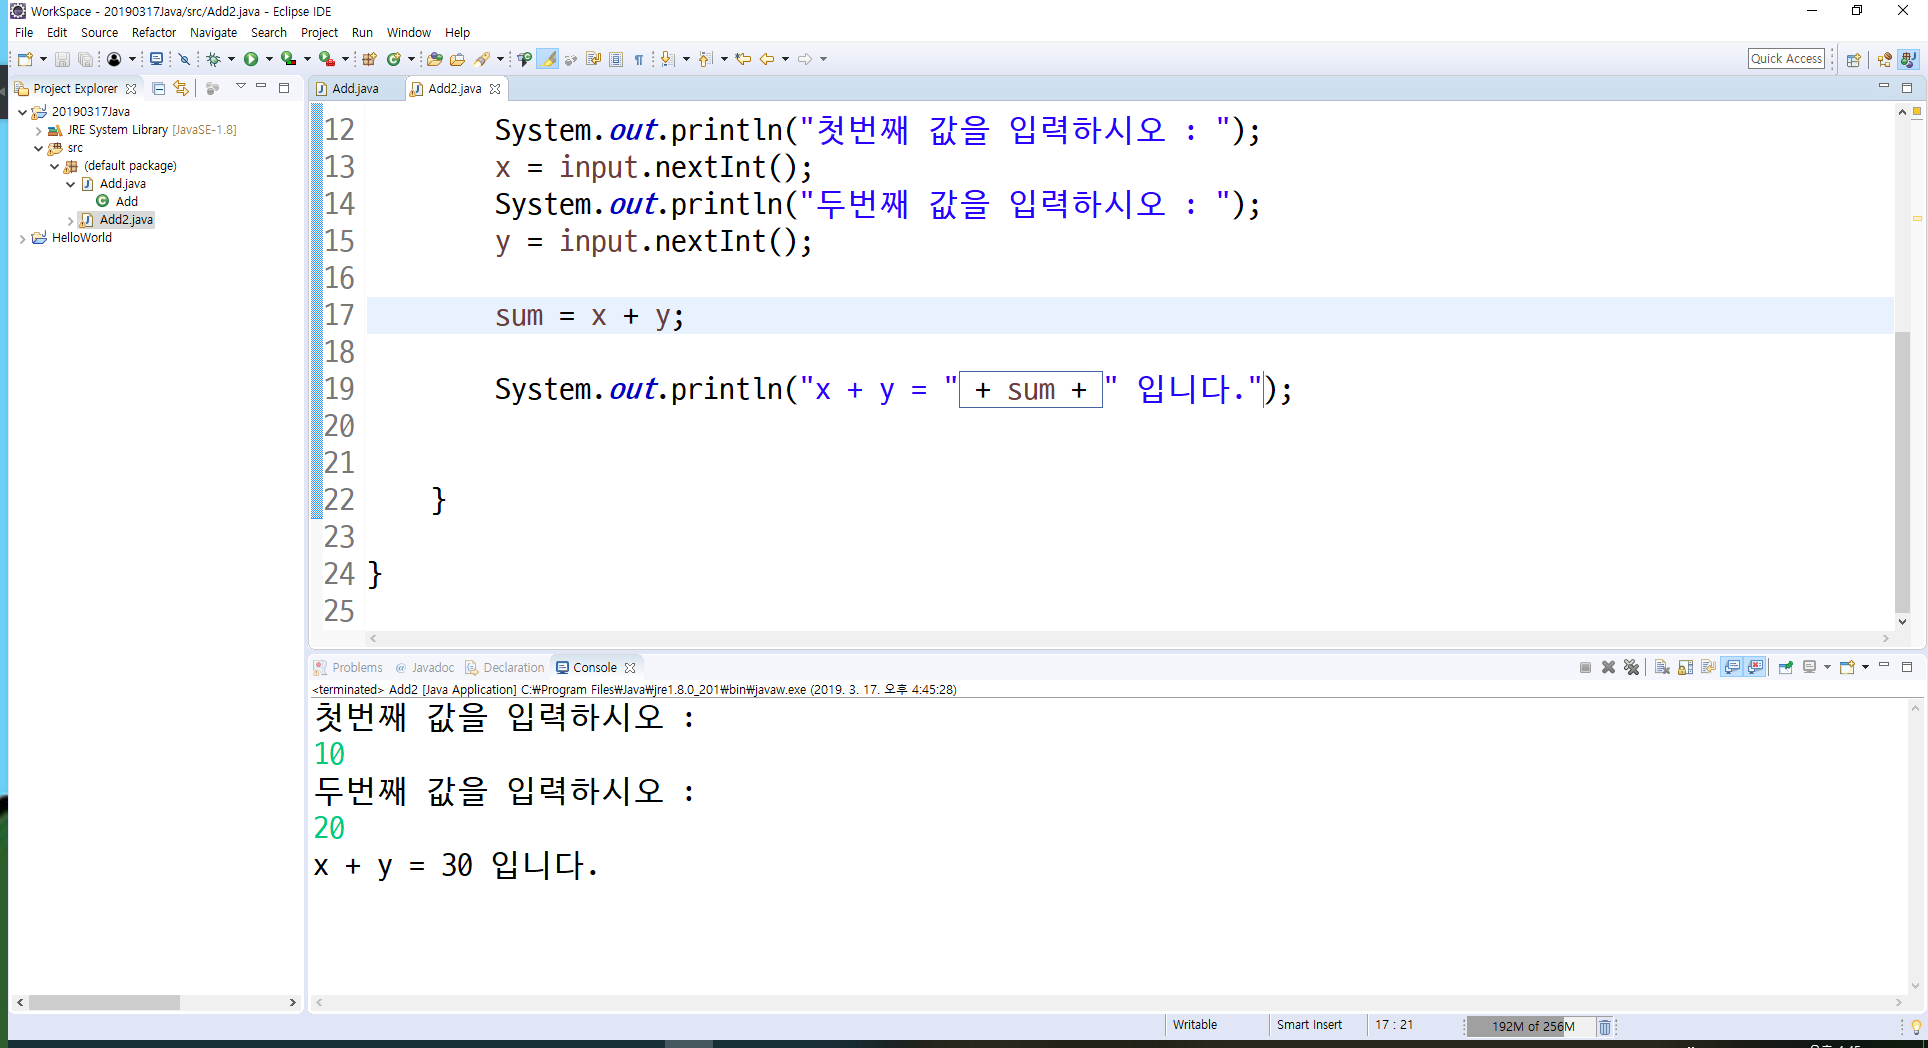 WorkSpace - 20190317Java/src/Add2.java - Eclipse IDE
File Edit Source Refactor Navigate Search Project Run Window Help
Quick Access
Project Explorer
20190317Java
JRE System Library [JavaSE-1.8]
src
(default package)
Add.java
Add
Add2.java
HelloWorld
Add.java Add2.java
12 System.out.println("첫번째 값을 입력하시오 : ");
13 x = input.nextInt();
14 System.out.println("두번째 값을 입력하시오 : ");
15 y = input.nextInt();
16
17 sum = x + y;
18
19 System.out.println("x + y = " + sum + " 입니다.");
20
21
22 }
23
24 }
25
Problems @ Javadoc Declaration Console
<terminated> Add2 [Java Application] C:₩Program Files₩Java₩jre1.8.0_201₩bin₩javaw.exe (2019. 3. 17. 오후 4:45:28)
첫번째 값을 입력하시오 :
10
두번째 값을 입력하시오 :
20
x + y = 30 입니다.
Writable Smart Insert 17 : 21 192M of 256M